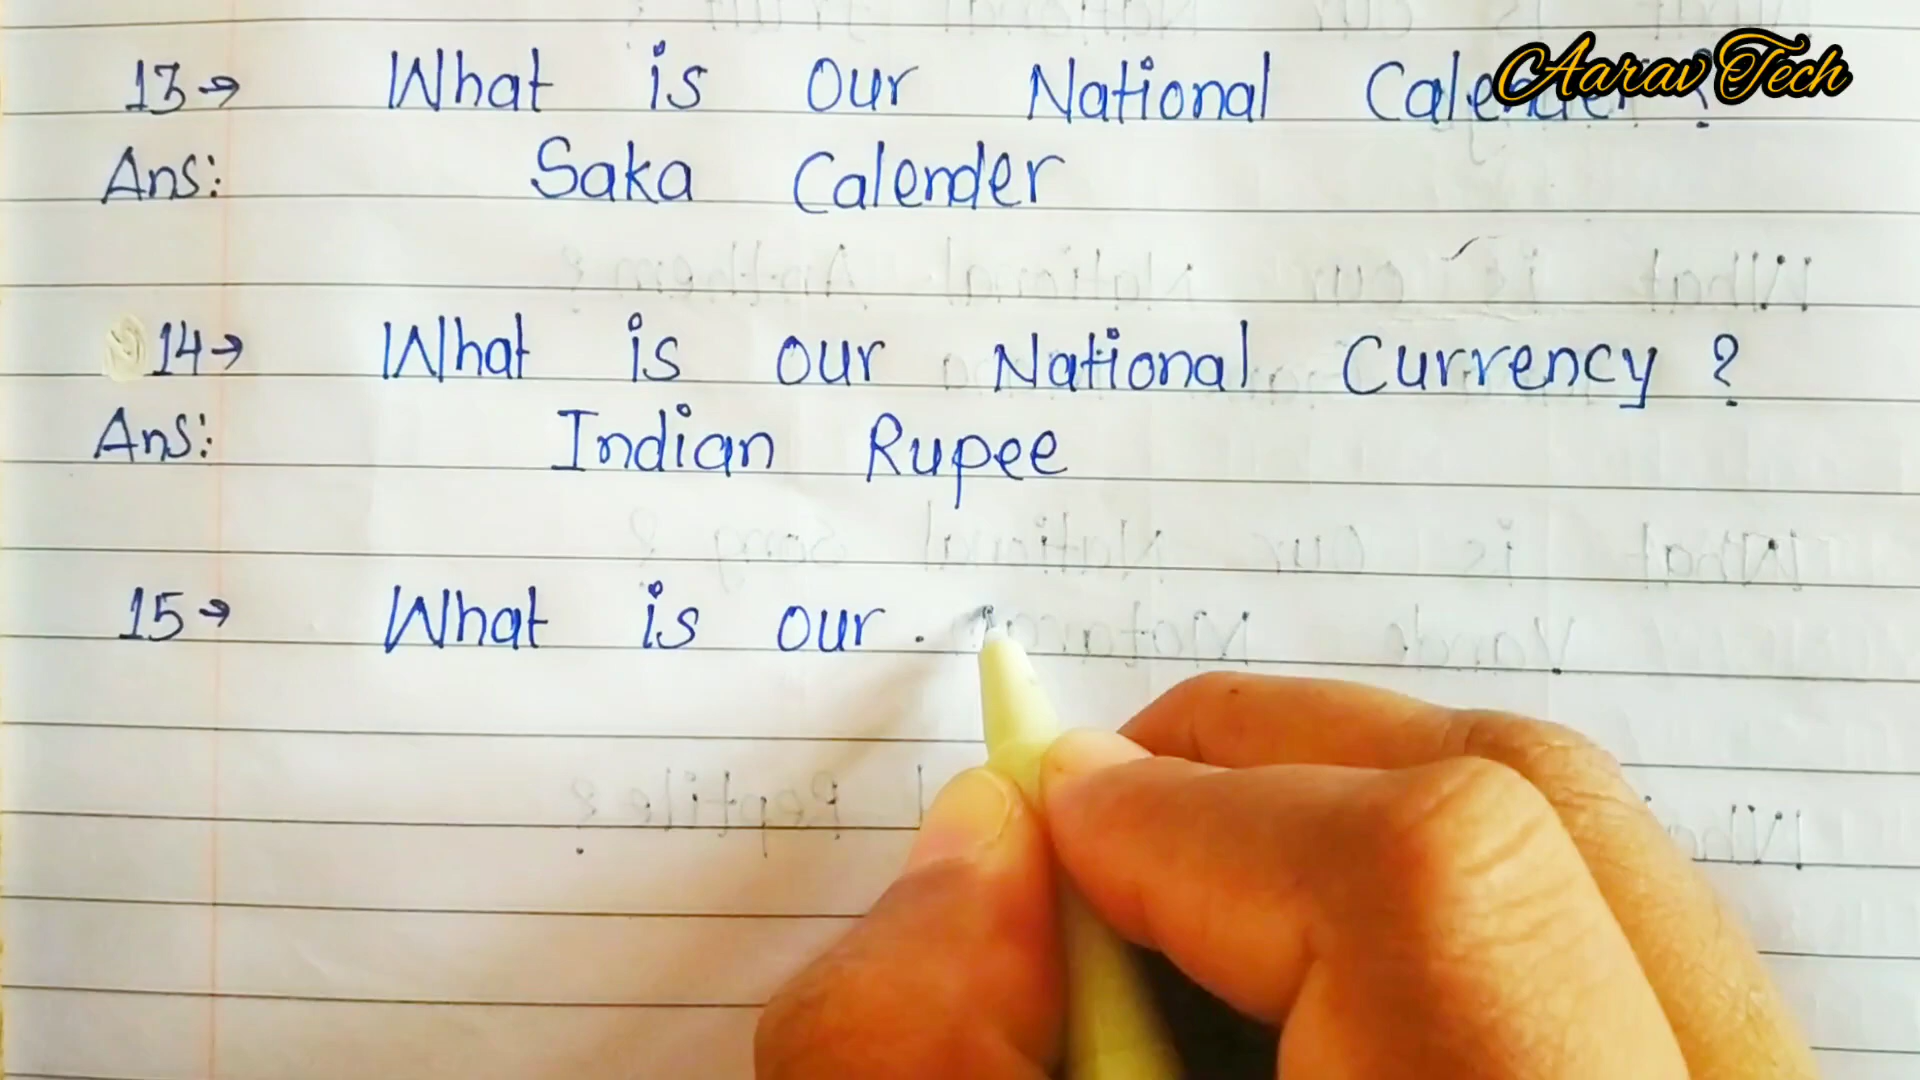 Aarav Tech
13→ What is our National Calender?
Ans: Saka Calender
14→ What is our National Currency?
Ans: Indian Rupee
15→ What is our